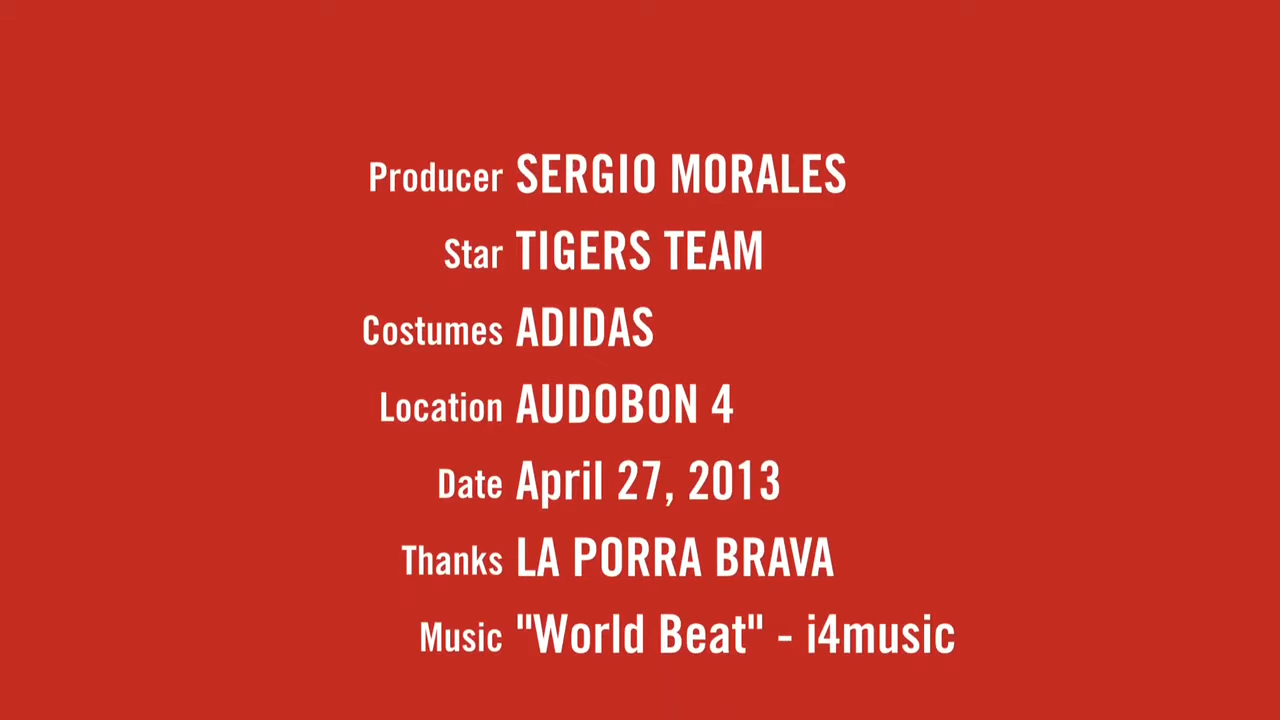 Producer SERGIO MORALES
Star TIGERS TEAM
Costumes ADIDAS
Location AUDOBON 4
Date April 27, 2013
Thanks LA PORRA BRAVA
Music "World Beat" - i4music